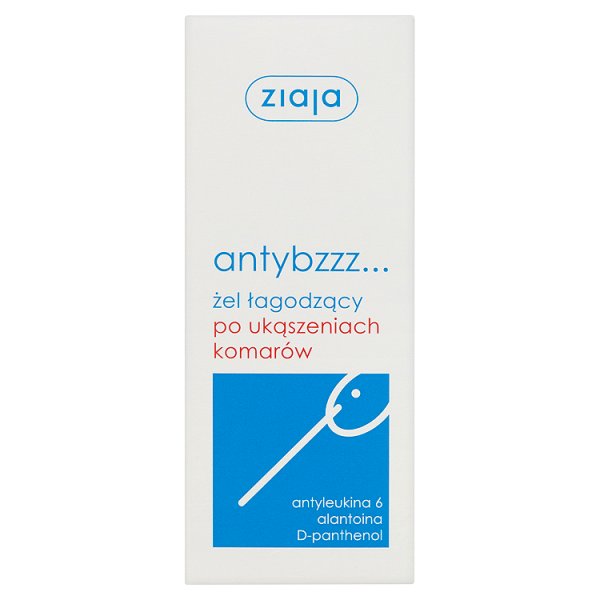 ziaja
antybzzz...
żel łagodzący
po ukąszeniach
komarów
antyleukina 6
alantoina
D-panthenol